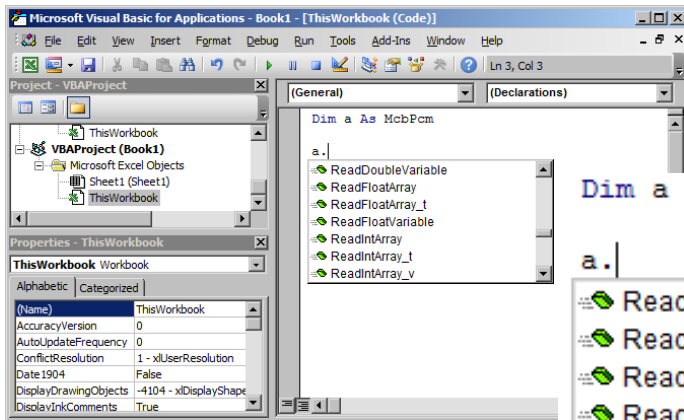 Microsoft Visual Basic for Applications - Book1 - [ThisWorkbook (Code)]
File Edit View Insert Format Debug Run Tools Add-Ins Window Help
Ln 3, Col 3
Project - VBAProject
ThisWorkbook
VBAProject (Book1)
Microsoft Excel Objects
Sheet1 (Sheet1)
ThisWorkbook
Properties - ThisWorkbook
ThisWorkbook Workbook
Alphabetic Categorized
(Name) ThisWorkbook
AccuracyVersion 0
AutoUpdateFrequency 0
ConflictResolution 1 - xlUserResolution
Date1904 False
DisplayDrawingObjects -4104 - xlDisplayShape
DisplayInkComments True
(General) (Declarations)
Dim a As McbPcm
a.
ReadDoubleVariable
ReadFloatArray
ReadFloatArray_t
ReadFloatVariable
ReadIntArray
ReadIntArray_t
ReadIntArray_v
Dim a
a.
Read
Read
Read
Read